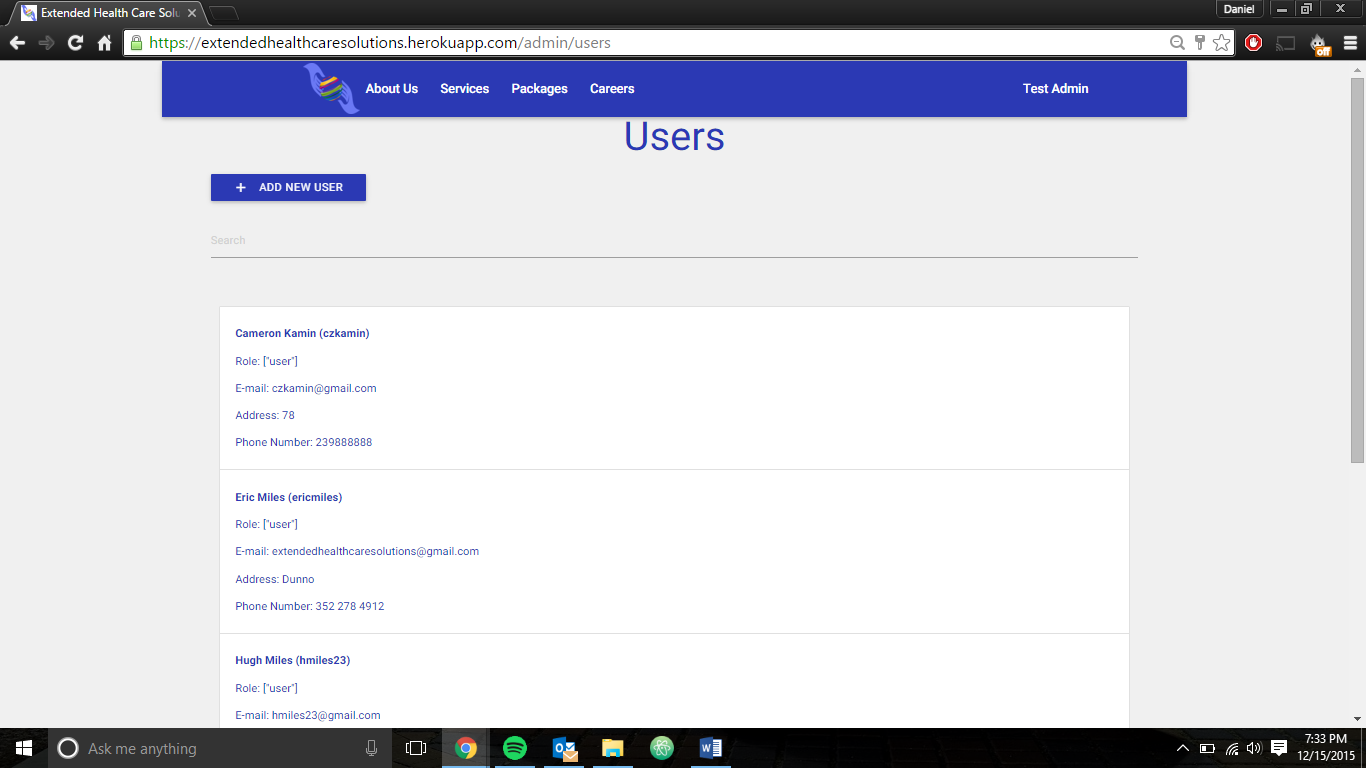 Extended Health Care Solu
Daniel
https://extendedhealthcaresolutions.herokuapp.com/admin/users
off
About Us Services Packages Careers Test Admin
Users
+ ADD NEW USER
Search
Cameron Kamin (czkamin)
Role: ["user"]
E-mail: czkamin@gmail.com
Address: 78
Phone Number: 239888888
Eric Miles (ericmiles)
Role: ["user"]
E-mail: extendedhealthcaresolutions@gmail.com
Address: Dunno
Phone Number: 352 278 4912
Hugh Miles (hmiles23)
Role: ["user"]
E-mail: hmiles23@gmail.com
Ask me anything
7:33 PM
12/15/2015